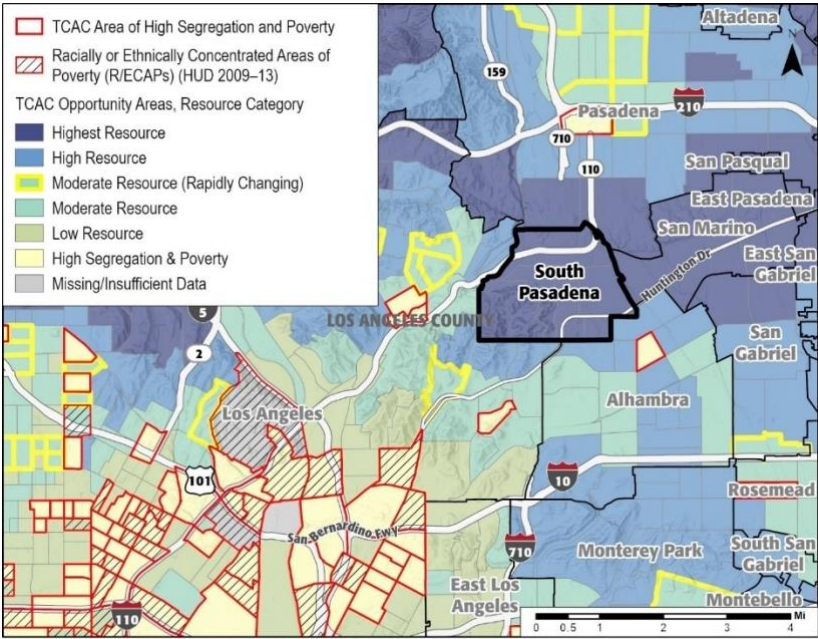 TCAC Area of High Segregation and Poverty
Racially or Ethnically Concentrated Areas of
Poverty (R/ECAPs) (HUD 2009–13)
TCAC Opportunity Areas, Resource Category
Highest Resource
High Resource
Moderate Resource (Rapidly Changing)
Moderate Resource
Low Resource
High Segregation & Poverty
Missing/Insufficient Data
Altadena
N
159
Pasadena
210
710
110
San Pasqual
East Pasadena
San Marino
East San
Gabriel
Huntington Dr
South
Pasadena
5
LOS ANGELES COUNTY
2
San
Gabriel
Los Angeles
Alhambra
101
10
Rosemead
San Bernardino Fwy
710
Monterey Park
South San
Gabriel
East Los
Angeles
Montebello
110
Mi
0 0.5 1 2 3 4